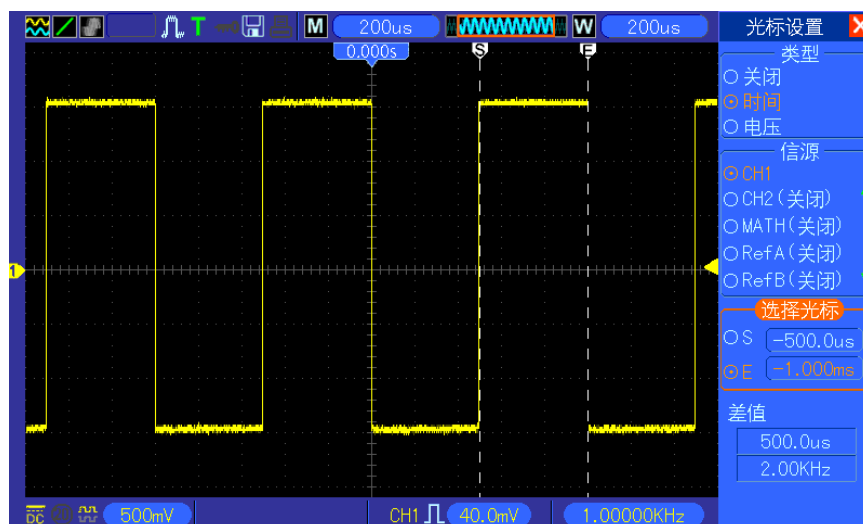 T M 200us W 200us 光标设置
0.000s S E
类型
关闭
时间
电压
信源
CH1
CH2(关闭)
MATH(关闭)
RefA(关闭)
RefB(关闭)
1
选择光标
S -500.0us
E -1.000ms
差值
500.0us
2.00KHz
DC 500mV CH1 40.0mV 1.00000KHz